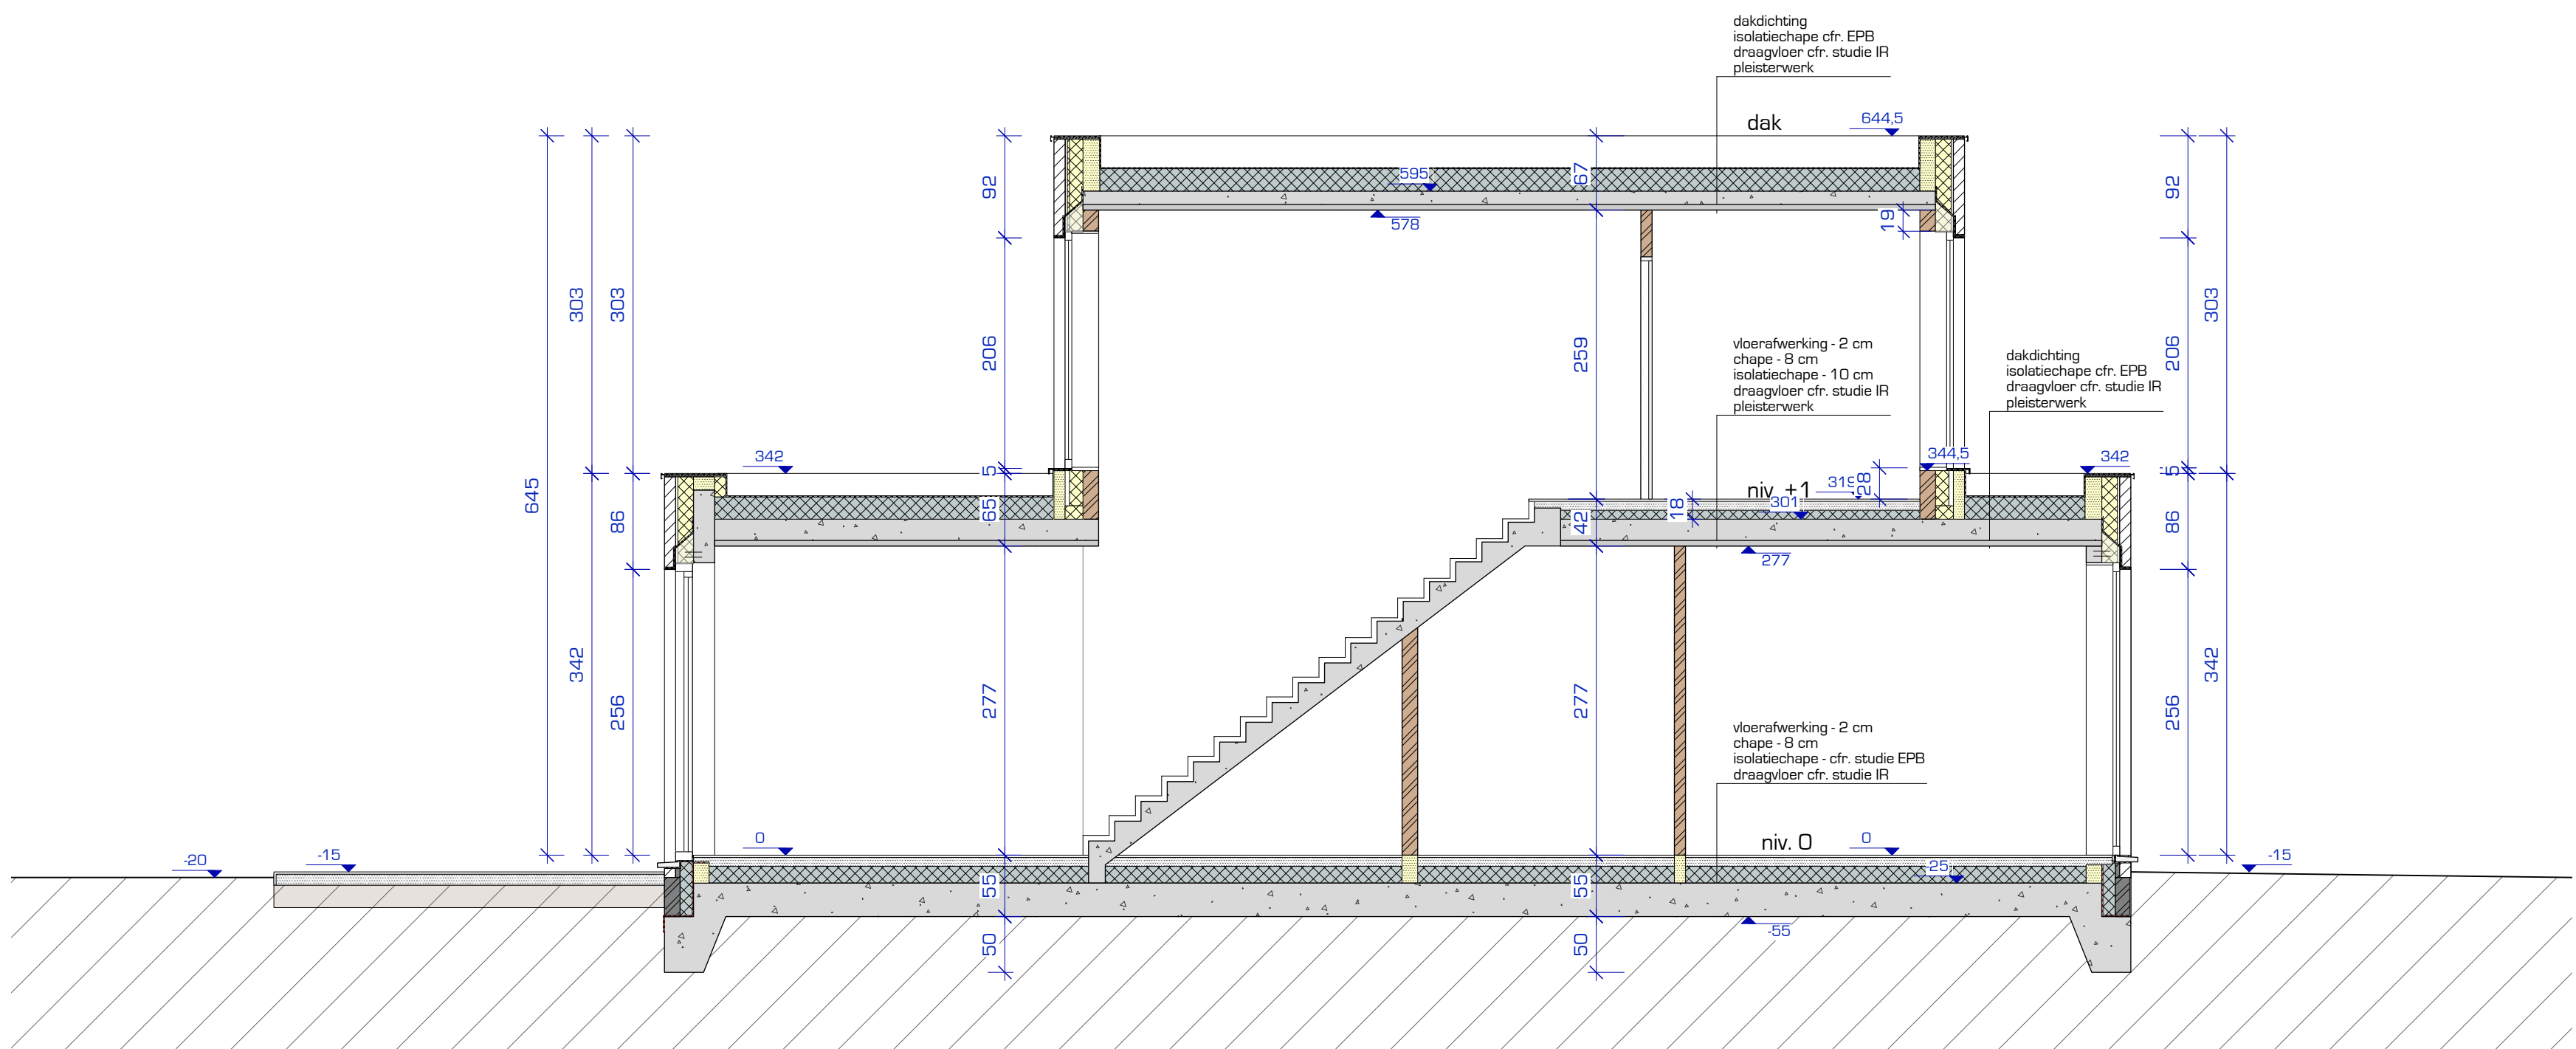 dakdichting
isolatiechape cfr. EPB
draagvloer cfr. studie IR
pleisterwerk
dak
644,5
595
578
67
19
92
92
303
303
303
206
206
259
vloerafwerking - 2 cm
chape - 8 cm
isolatiechape - 10 cm
draagvloer cfr. studie IR
pleisterwerk
dakdichting
isolatiechape cfr. EPB
draagvloer cfr. studie IR
pleisterwerk
342
344,5
342
5
5
28
niv. +1
301
18
65
42
86
86
277
645
342
342
256
256
277
277
vloerafwerking - 2 cm
chape - 8 cm
isolatiechape - cfr. studie EPB
draagvloer cfr. studie IR
niv. 0
0
0
-20
-15
-15
-25
55
55
-55
50
50